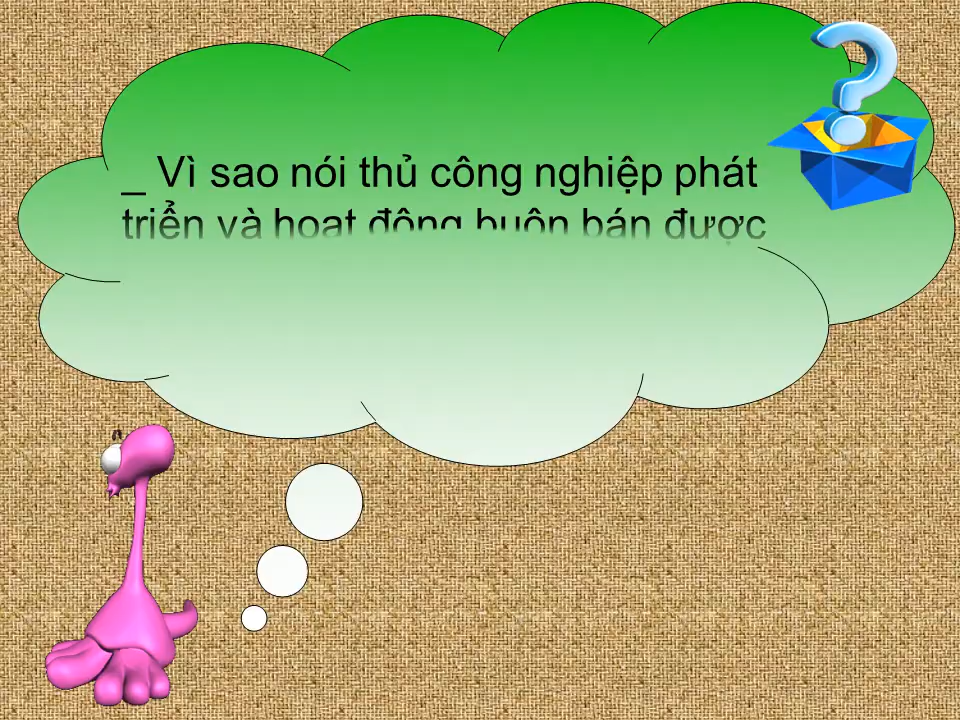 _ Vì sao nói thủ công nghiệp phát
triển và hoạt động buôn bán được